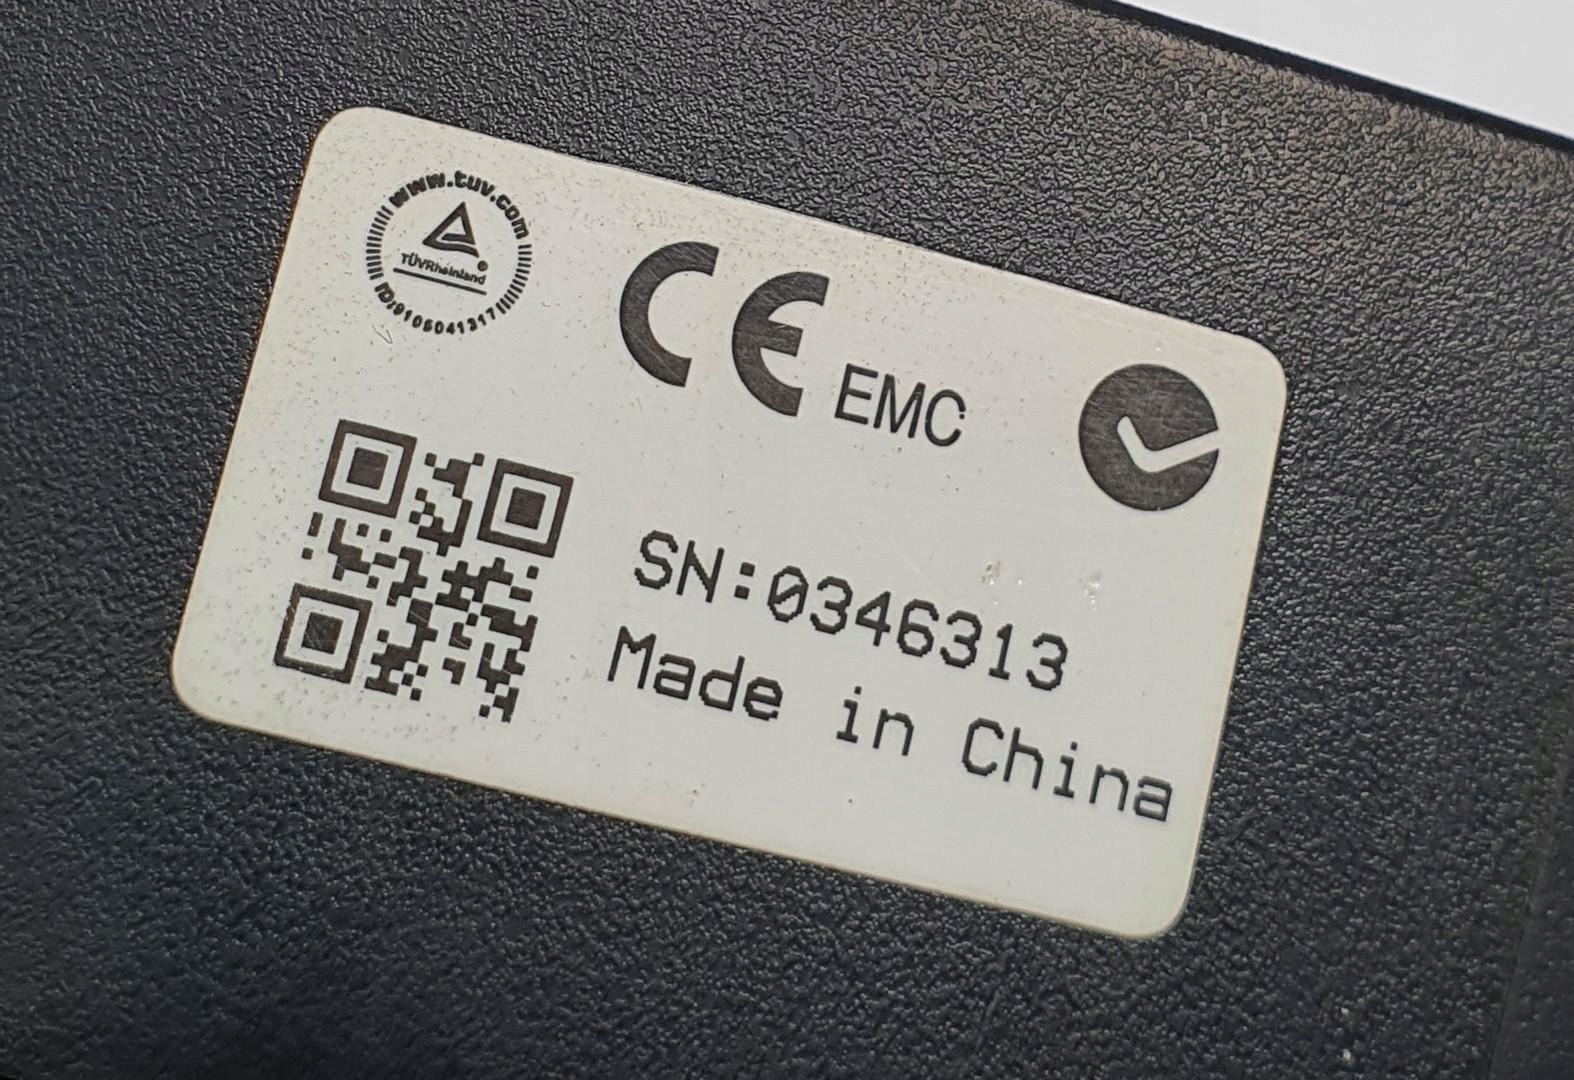 www.tuv.com
TÜVRheinland®
ID:9105041317
CE EMC
SN:0346313
Made in China